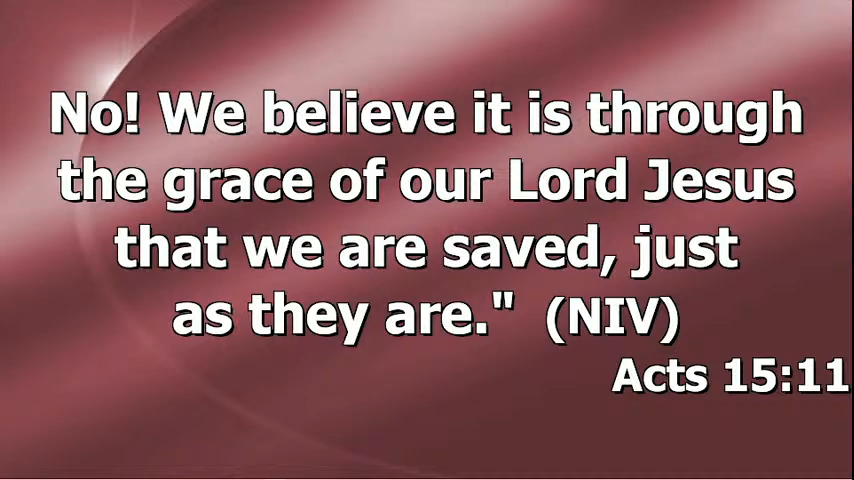 No! We believe it is through
the grace of our Lord Jesus
that we are saved, just
as they are." (NIV)
Acts 15:11